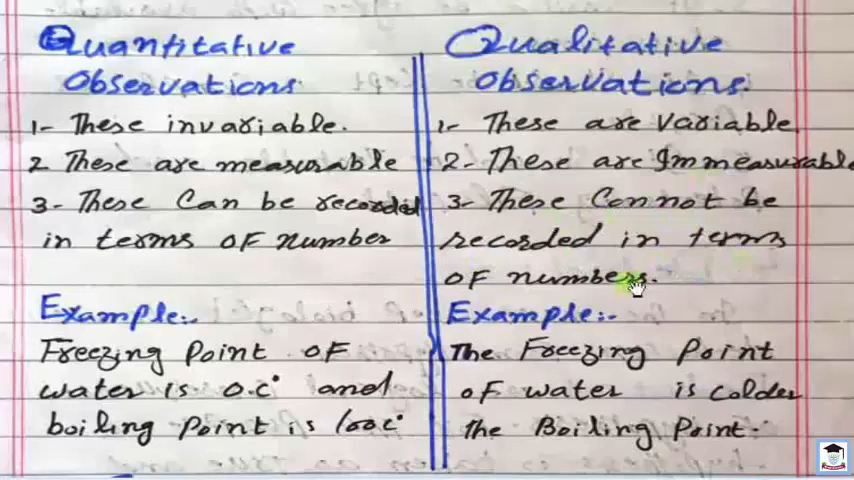 Quantitative
Observations
1- These invariable.
2 These are measurable
3- These Can be recorded
in terms OF number
Example:-
Freezing Point OF
water is 0.c° and
boiling Point is 100c°
Qualitative
Observations.
1- These are variable.
2- These are Immeasurable
3- These Connot be
recorded in terms
OF numbers.
Example:-
The Freezing Point
of water is colder
the Boiling Point.